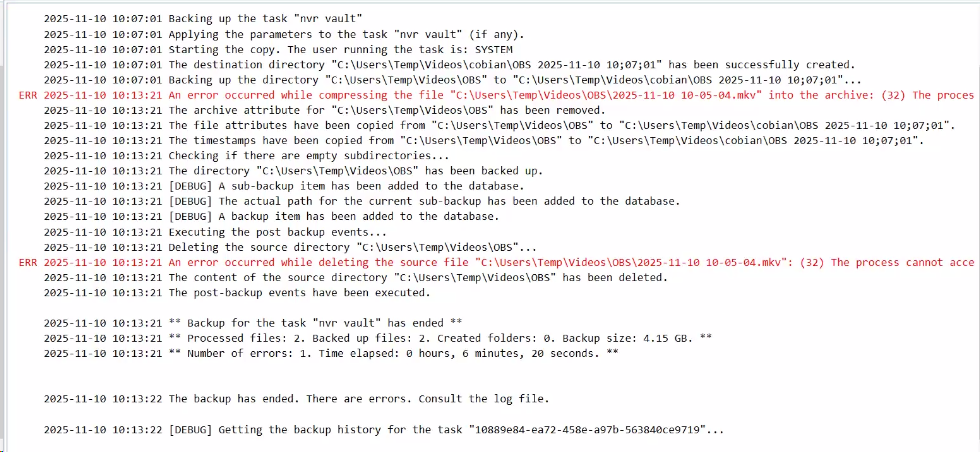 2025-11-10 10:07:01 Backing up the task "nvr vault"
2025-11-10 10:07:01 Applying the parameters to the task "nvr vault" (if any).
2025-11-10 10:07:01 Starting the copy. The user running the task is: SYSTEM
2025-11-10 10:07:01 The destination directory "C:\Users\Temp\Videos\cobian\OBS 2025-11-10 10;07;01" has been successfully created.
2025-11-10 10:07:01 Backing up the directory "C:\Users\Temp\Videos\OBS" to "C:\Users\Temp\Videos\cobian\OBS 2025-11-10 10;07;01"...
ERR 2025-11-10 10:13:21 An error occurred while compressing the file "C:\Users\Temp\Videos\OBS\2025-11-10 10-05-04.mkv" into the archive: (32) The proces
2025-11-10 10:13:21 The archive attribute for "C:\Users\Temp\Videos\OBS" has been removed.
2025-11-10 10:13:21 The file attributes have been copied from "C:\Users\Temp\Videos\OBS" to "C:\Users\Temp\Videos\cobian\OBS 2025-11-10 10;07;01".
2025-11-10 10:13:21 The timestamps have been copied from "C:\Users\Temp\Videos\OBS" to "C:\Users\Temp\Videos\cobian\OBS 2025-11-10 10;07;01".
2025-11-10 10:13:21 Checking if there are empty subdirectories...
2025-11-10 10:13:21 The directory "C:\Users\Temp\Videos\OBS" has been backed up.
2025-11-10 10:13:21 [DEBUG] A sub-backup item has been added to the database.
2025-11-10 10:13:21 [DEBUG] The actual path for the current sub-backup has been added to the database.
2025-11-10 10:13:21 [DEBUG] A backup item has been added to the database.
2025-11-10 10:13:21 Executing the post backup events...
2025-11-10 10:13:21 Deleting the source directory "C:\Users\Temp\Videos\OBS"...
ERR 2025-11-10 10:13:21 An error occurred while deleting the source file "C:\Users\Temp\Videos\OBS\2025-11-10 10-05-04.mkv": (32) The process cannot acce
2025-11-10 10:13:21 The content of the source directory "C:\Users\Temp\Videos\OBS" has been deleted.
2025-11-10 10:13:21 The post-backup events have been executed.
2025-11-10 10:13:21 ** Backup for the task "nvr vault" has ended **
2025-11-10 10:13:21 ** Processed files: 2. Backed up files: 2. Created folders: 0. Backup size: 4.15 GB. **
2025-11-10 10:13:21 ** Number of errors: 1. Time elapsed: 0 hours, 6 minutes, 20 seconds. **
2025-11-10 10:13:22 The backup has ended. There are errors. Consult the log file.
2025-11-10 10:13:22 [DEBUG] Getting the backup history for the task "10889e84-ea72-458e-a97b-563840ce9719"...